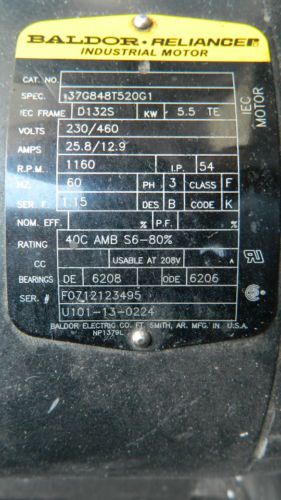 BALDOR · RELIANCE
INDUSTRIAL MOTOR
CAT. NO.
SPEC. 37G848T520G1
IEC FRAME D132S KW 5.5 TE
VOLTS 230/460
AMPS 25.8/12.9
R.P.M. 1160 I.P. 54
HZ. 60 PH 3 CLASS F
SER. F. 1.15 DES B CODE K
NOM. EFF. % P.F. %
RATING 40C AMB S6-80%
CC USABLE AT 208V A
BEARINGS DE 6208 ODE 6206
SER. # F0712123495
U101-13-0224
BALDOR ELECTRIC CO. FT. SMITH, AR. MFG. IN U.S.A.
NP1379L
IEC MOTOR